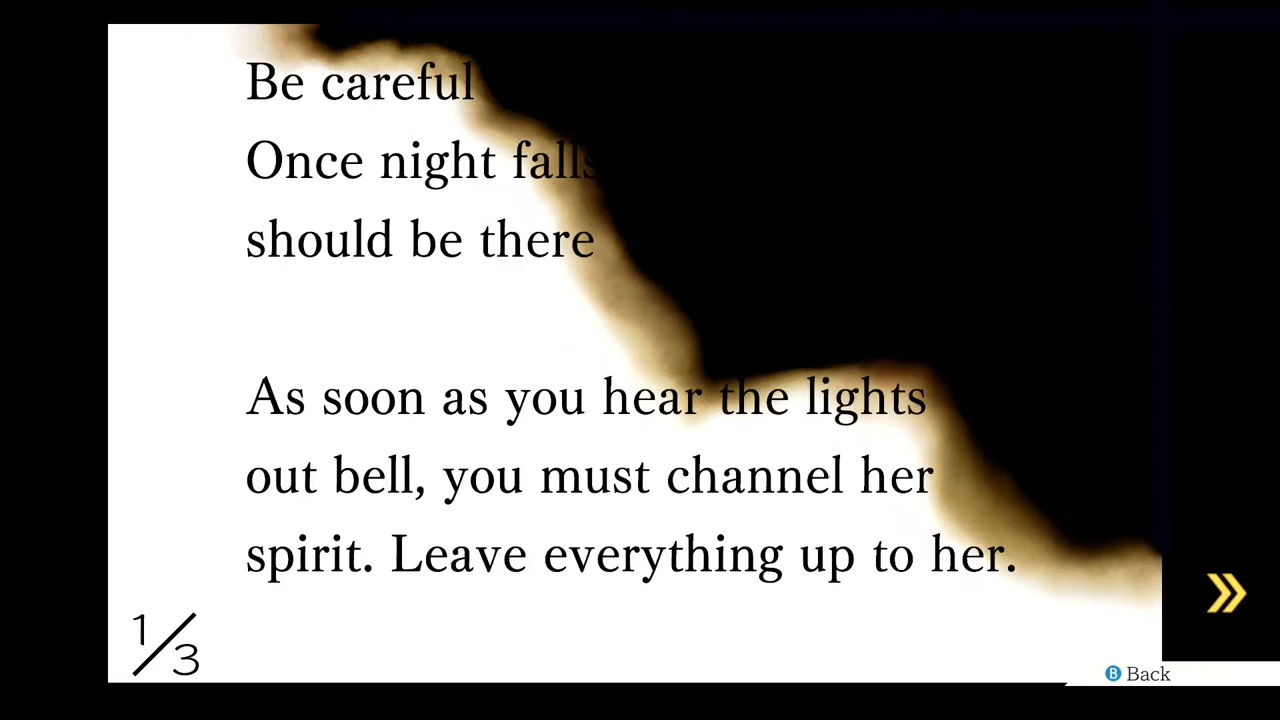 Be careful
Once night falls
should be there
As soon as you hear the lights
out bell, you must channel her
spirit. Leave everything up to her.
1/3
B Back